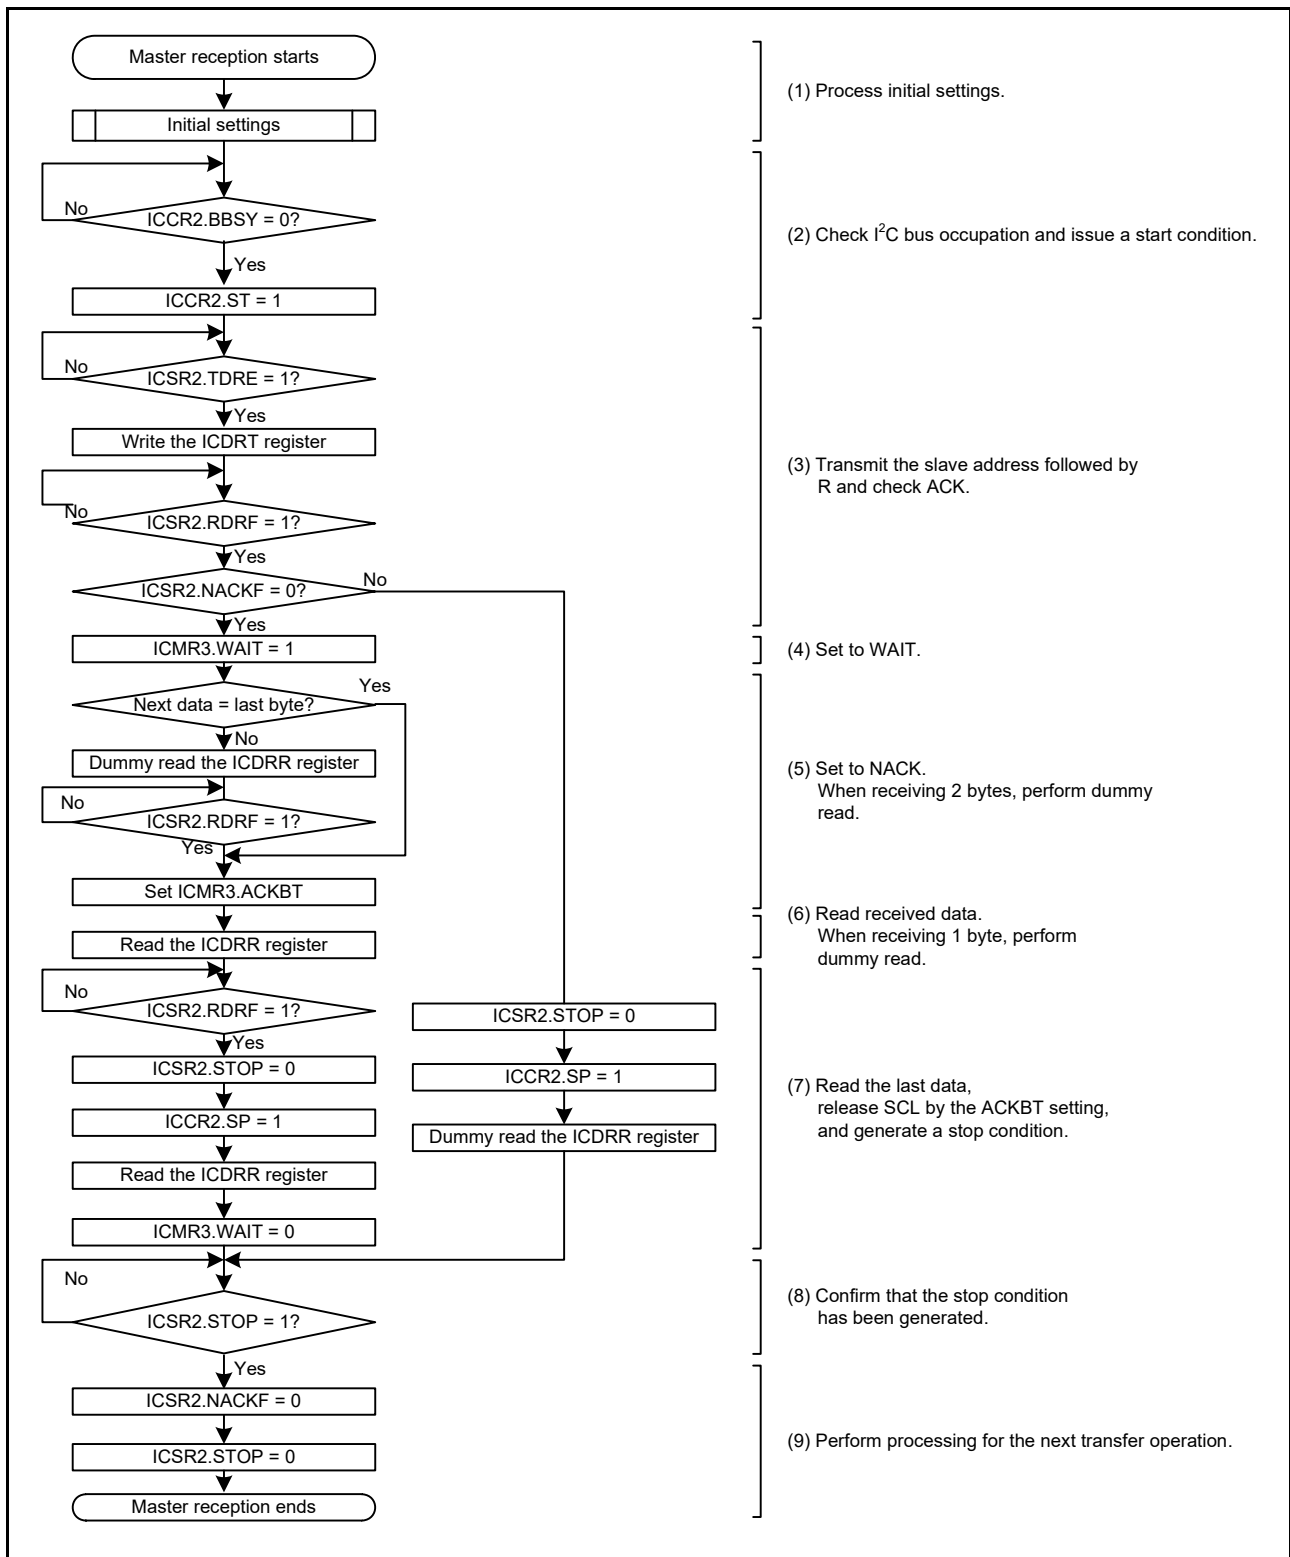 Master reception starts
Initial settings
(1) Process initial settings.
No
ICCR2.BBSY = 0?
Yes
ICCR2.ST = 1
(2) Check I²C bus occupation and issue a start condition.
No
ICSR2.TDRE = 1?
Yes
Write the ICDRT register
No
ICSR2.RDRF = 1?
Yes
ICSR2.NACKF = 0?
No
Yes
(3) Transmit the slave address followed by
R and check ACK.
ICMR3.WAIT = 1
(4) Set to WAIT.
Yes
Next data = last byte?
No
Dummy read the ICDRR register
No
ICSR2.RDRF = 1?
Yes
Set ICMR3.ACKBT
(5) Set to NACK.
When receiving 2 bytes, perform dummy
read.
Read the ICDRR register
(6) Read received data.
When receiving 1 byte, perform
dummy read.
No
ICSR2.RDRF = 1?
Yes
ICSR2.STOP = 0
ICCR2.SP = 1
Read the ICDRR register
ICMR3.WAIT = 0
ICSR2.STOP = 0
ICCR2.SP = 1
Dummy read the ICDRR register
(7) Read the last data,
release SCL by the ACKBT setting,
and generate a stop condition.
No
ICSR2.STOP = 1?
Yes
(8) Confirm that the stop condition
has been generated.
ICSR2.NACKF = 0
ICSR2.STOP = 0
Master reception ends
(9) Perform processing for the next transfer operation.